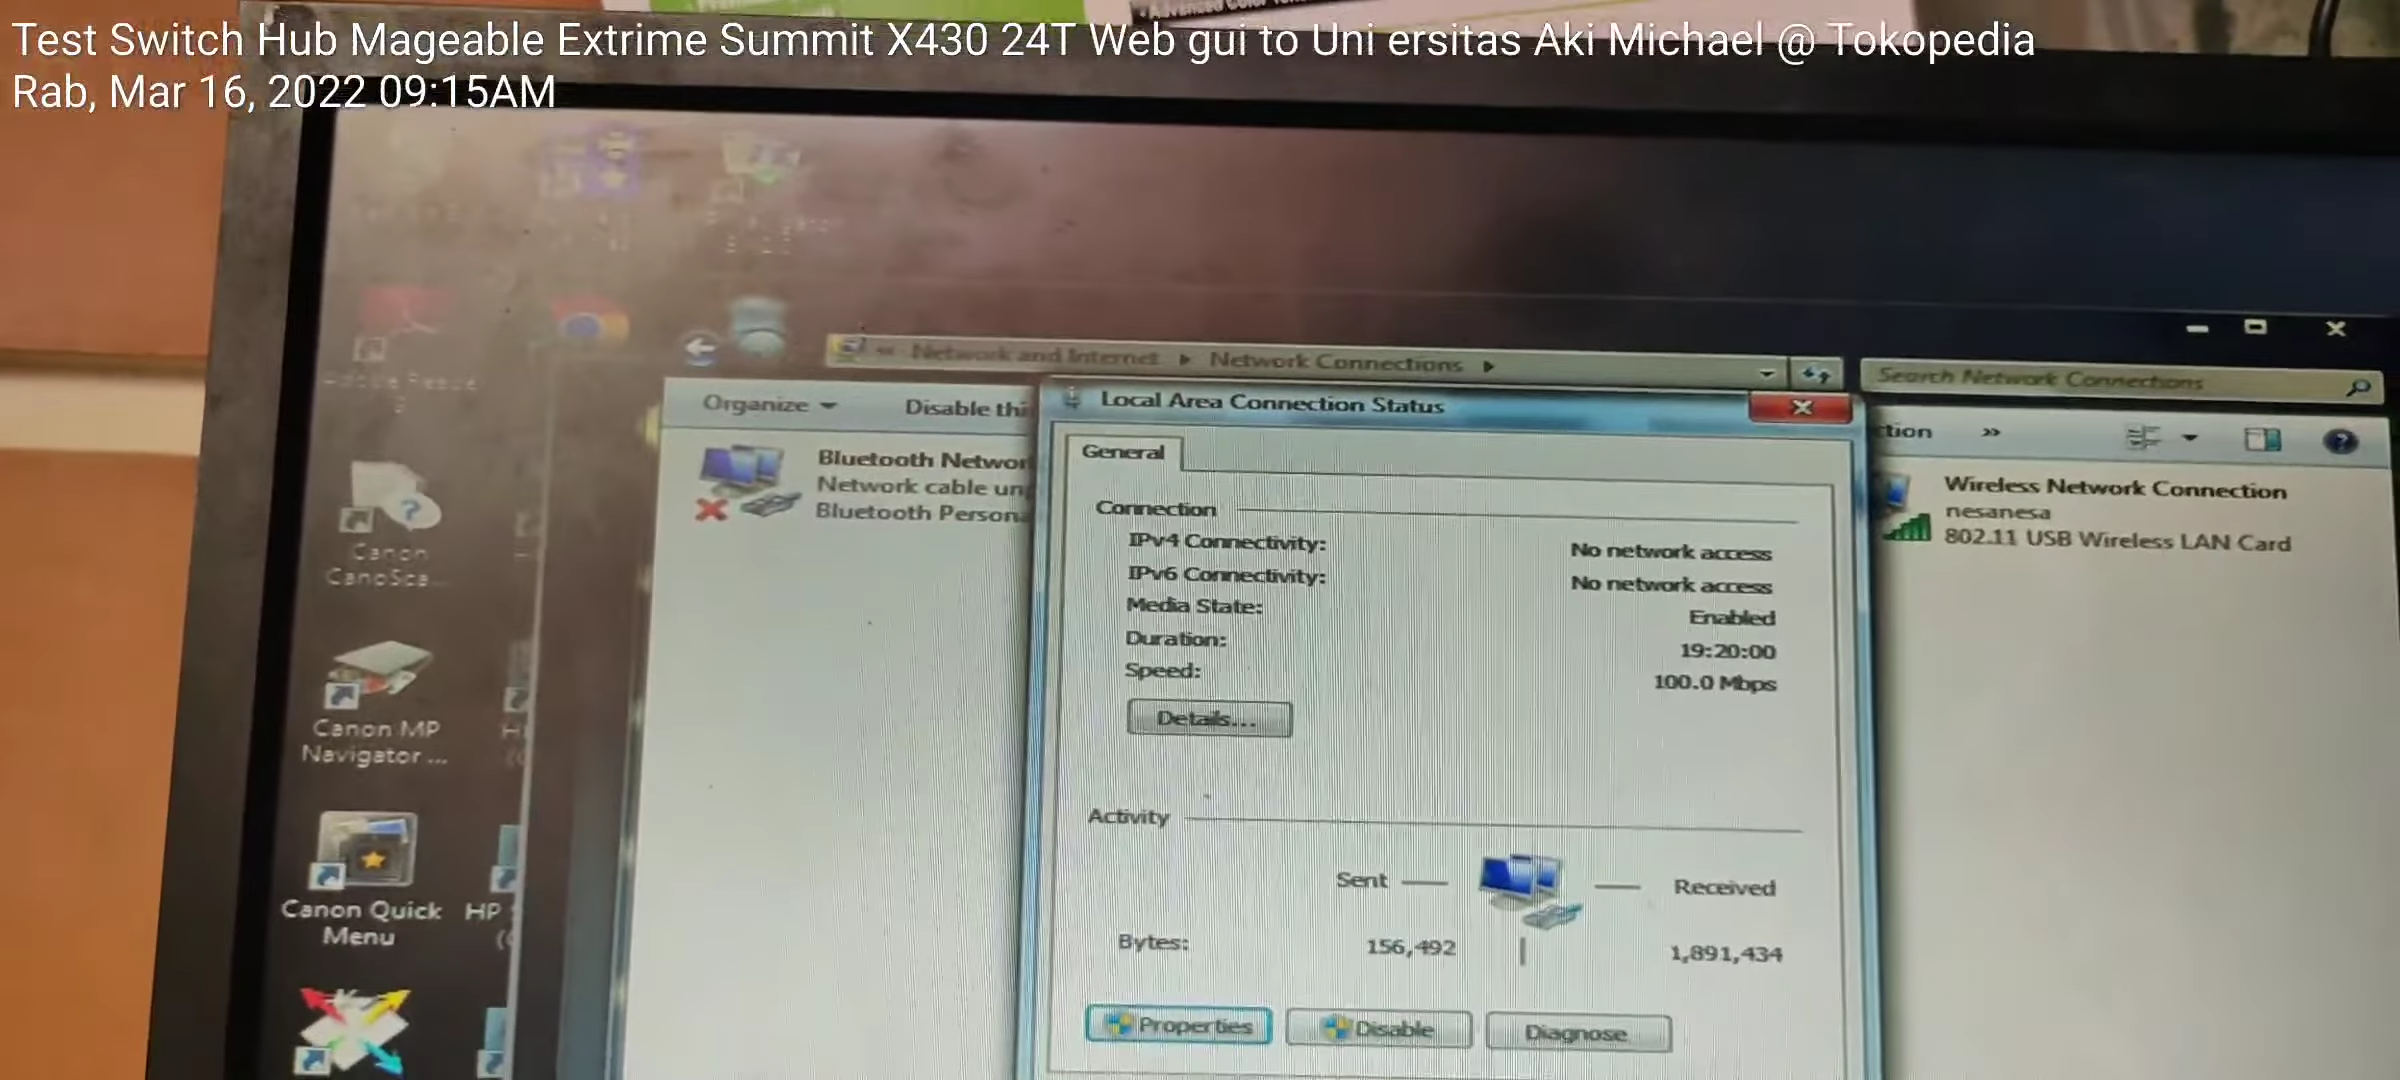 Test Switch Hub Mageable Extrime Summit X430 24T Web gui to Uni ersitas Aki Michael @ Tokopedia
Rab, Mar 16, 2022 09:15AM
Network and Internet ▸ Network Connections ▸
Search Network Connections
Organize
Disable thi
ction
»
Local Area Connection Status
General
Bluetooth Networ
Network cable un
Bluetooth Persona
Wireless Network Connection
nesanesa
802.11 USB Wireless LAN Card
Connection
IPv4 Connectivity: No network access
IPv6 Connectivity: No network access
Media State: Enabled
Duration: 19:20:00
Speed: 100.0 Mbps
Details...
Activity
Sent
Received
Bytes: 156,492 1,891,434
Properties
Disable
Diagnose
Canon
CanoSca...
Canon MP
Navigator ...
Canon Quick
Menu
HP